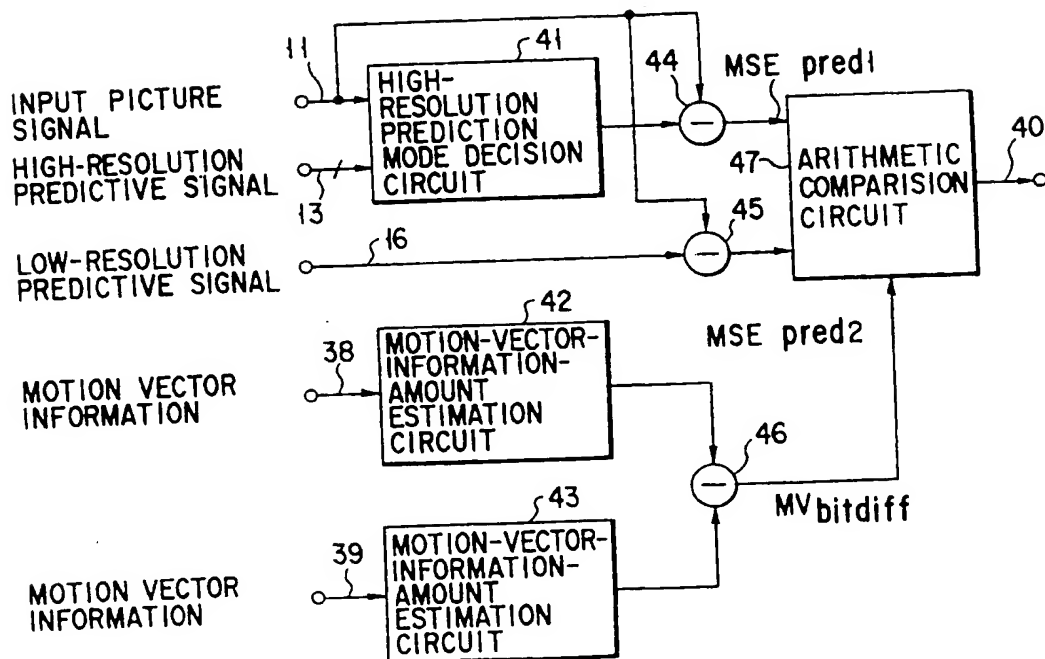 11
41
44
MSE pred1
INPUT PICTURE
SIGNAL
HIGH-
RESOLUTION
PREDICTION
MODE DECISION
CIRCUIT
47
ARITHMETIC
COMPARISION
CIRCUIT
40
HIGH-RESOLUTION
PREDICTIVE SIGNAL
13
45
LOW-RESOLUTION
PREDICTIVE SIGNAL
16
MSE pred2
42
38
MOTION VECTOR
INFORMATION
MOTION-VECTOR-
INFORMATION-
AMOUNT
ESTIMATION
CIRCUIT
46
MVbitdiff
43
39
MOTION VECTOR
INFORMATION
MOTION-VECTOR-
INFORMATION-
AMOUNT
ESTIMATION
CIRCUIT